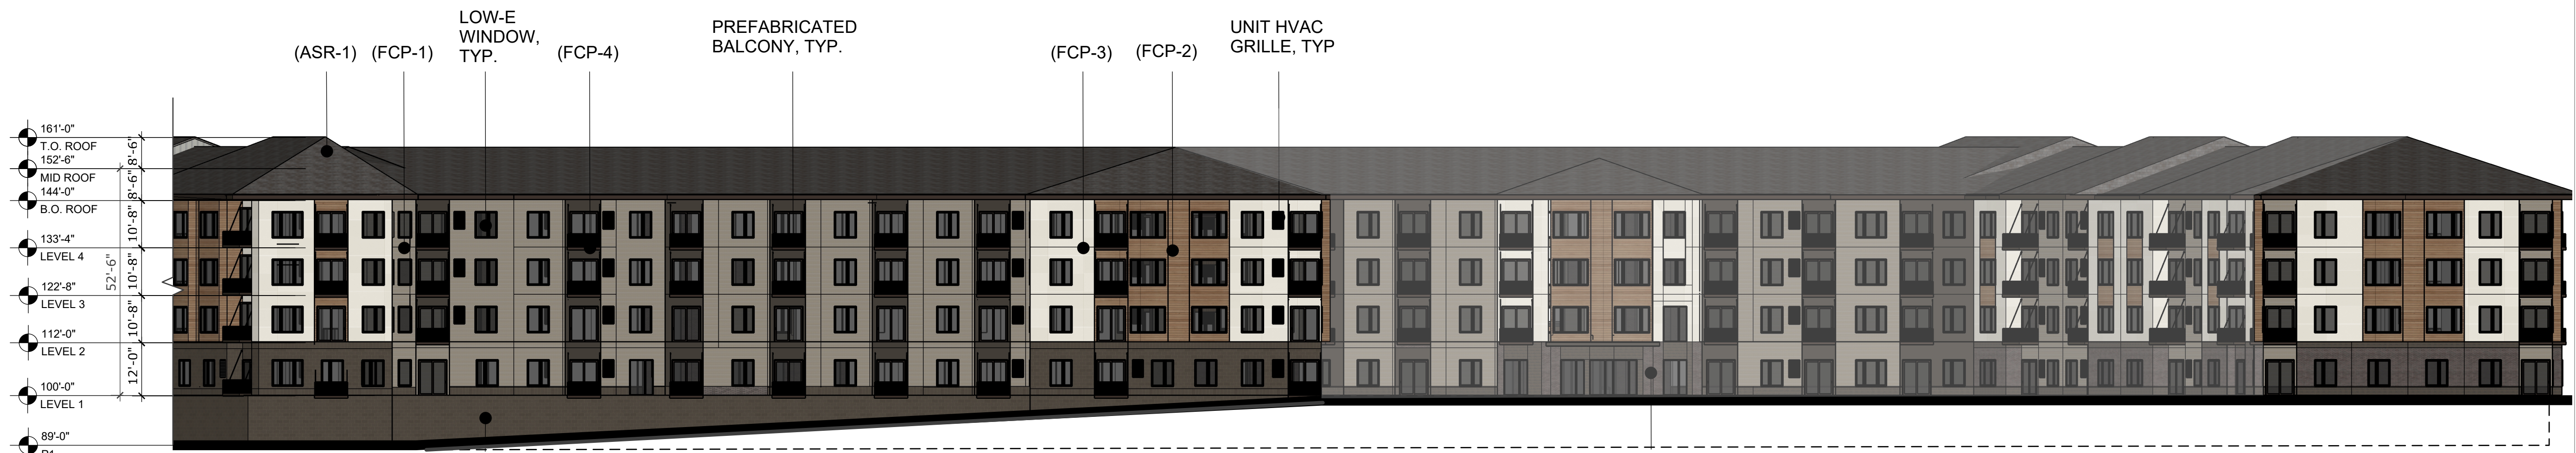 LOW-E
WINDOW,
TYP.
PREFABRICATED
BALCONY, TYP.
UNIT HVAC
GRILLE, TYP
(ASR-1)
(FCP-1)
(FCP-4)
(FCP-3)
(FCP-2)
161'-0"
T.O. ROOF
152'-6"
MID ROOF
144'-0"
B.O. ROOF
133'-4"
LEVEL 4
122'-8"
LEVEL 3
112'-0"
LEVEL 2
100'-0"
LEVEL 1
89'-0"
8'-6"
8'-6"
10'-8"
10'-8"
10'-8"
12'-0"
52'-6"